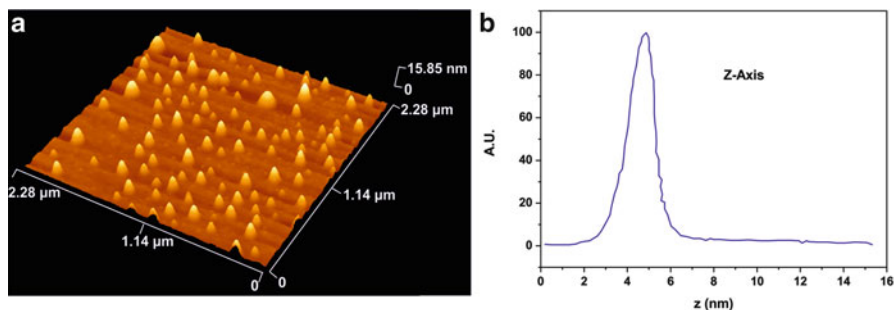 a
15.85 nm
0
2.28 µm
1.14 µm
0
2.28 µm
1.14 µm
0
b
Z-Axis
A.U.
100
80
60
40
20
0
0 2 4 6 8 10 12 14 16
z (nm)